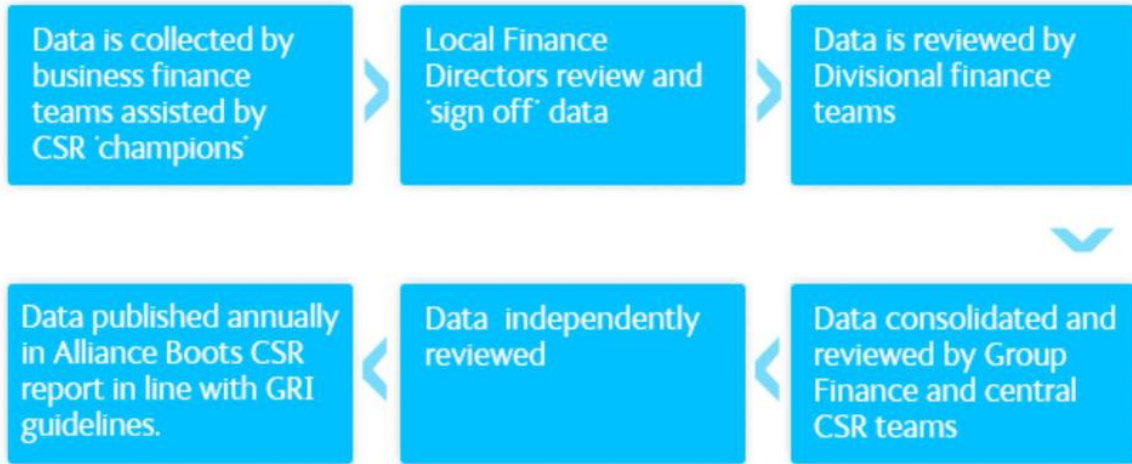 Data is collected by
business finance
teams assisted by
CSR 'champions'
Local Finance
Directors review and
'sign off' data
Data is reviewed by
Divisional finance
teams
Data consolidated and
reviewed by Group
Finance and central
CSR teams
Data  independently
reviewed
Data published annually
in Alliance Boots CSR
report in line with GRI
guidelines.